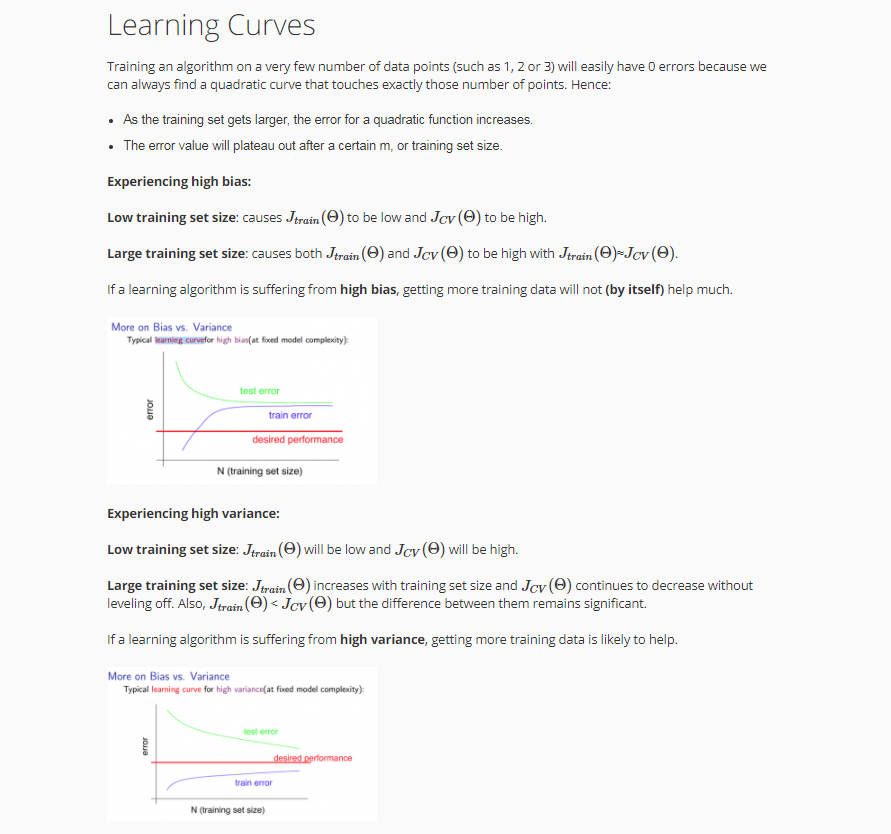 Learning Curves
Training an algorithm on a very few number of data points (such as 1, 2 or 3) will easily have 0 errors because we
can always find a quadratic curve that touches exactly those number of points. Hence:
• As the training set gets larger, the error for a quadratic function increases.
• The error value will plateau out after a certain m, or training set size.
Experiencing high bias:
Low training set size: causes J_train(Θ) to be low and J_CV(Θ) to be high.
Large training set size: causes both J_train(Θ) and J_CV(Θ) to be high with J_train(Θ)≈J_CV(Θ).
If a learning algorithm is suffering from high bias, getting more training data will not (by itself) help much.
More on Bias vs. Variance
Typical learning curvefor high bias(at fixed model complexity):
test error
error
train error
desired performance
N (training set size)
Experiencing high variance:
Low training set size: J_train(Θ) will be low and J_CV(Θ) will be high.
Large training set size: J_train(Θ) increases with training set size and J_CV(Θ) continues to decrease without
leveling off. Also, J_train(Θ) < J_CV(Θ) but the difference between them remains significant.
If a learning algorithm is suffering from high variance, getting more training data is likely to help.
More on Bias vs. Variance
Typical learning curve for high variance(at fixed model complexity):
test error
error
desired performance
train error
N (training set size)